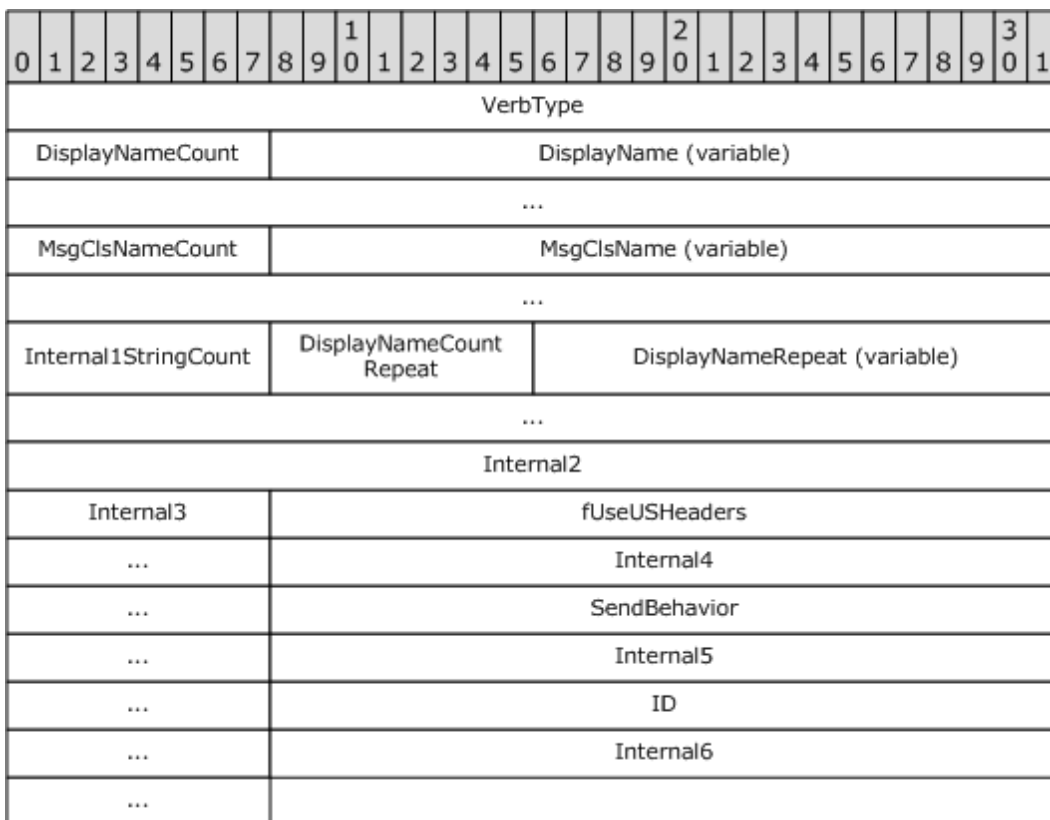 1 2 3
0 1 2 3 4 5 6 7 8 9 0 1 2 3 4 5 6 7 8 9 0 1 2 3 4 5 6 7 8 9 0 1
VerbType
DisplayNameCount DisplayName (variable)
...
MsgClsNameCount MsgClsName (variable)
...
Internal1StringCount DisplayNameCount Repeat DisplayNameRepeat (variable)
...
Internal2
Internal3 fUseUSHeaders
... Internal4
... SendBehavior
... Internal5
... ID
... Internal6
...